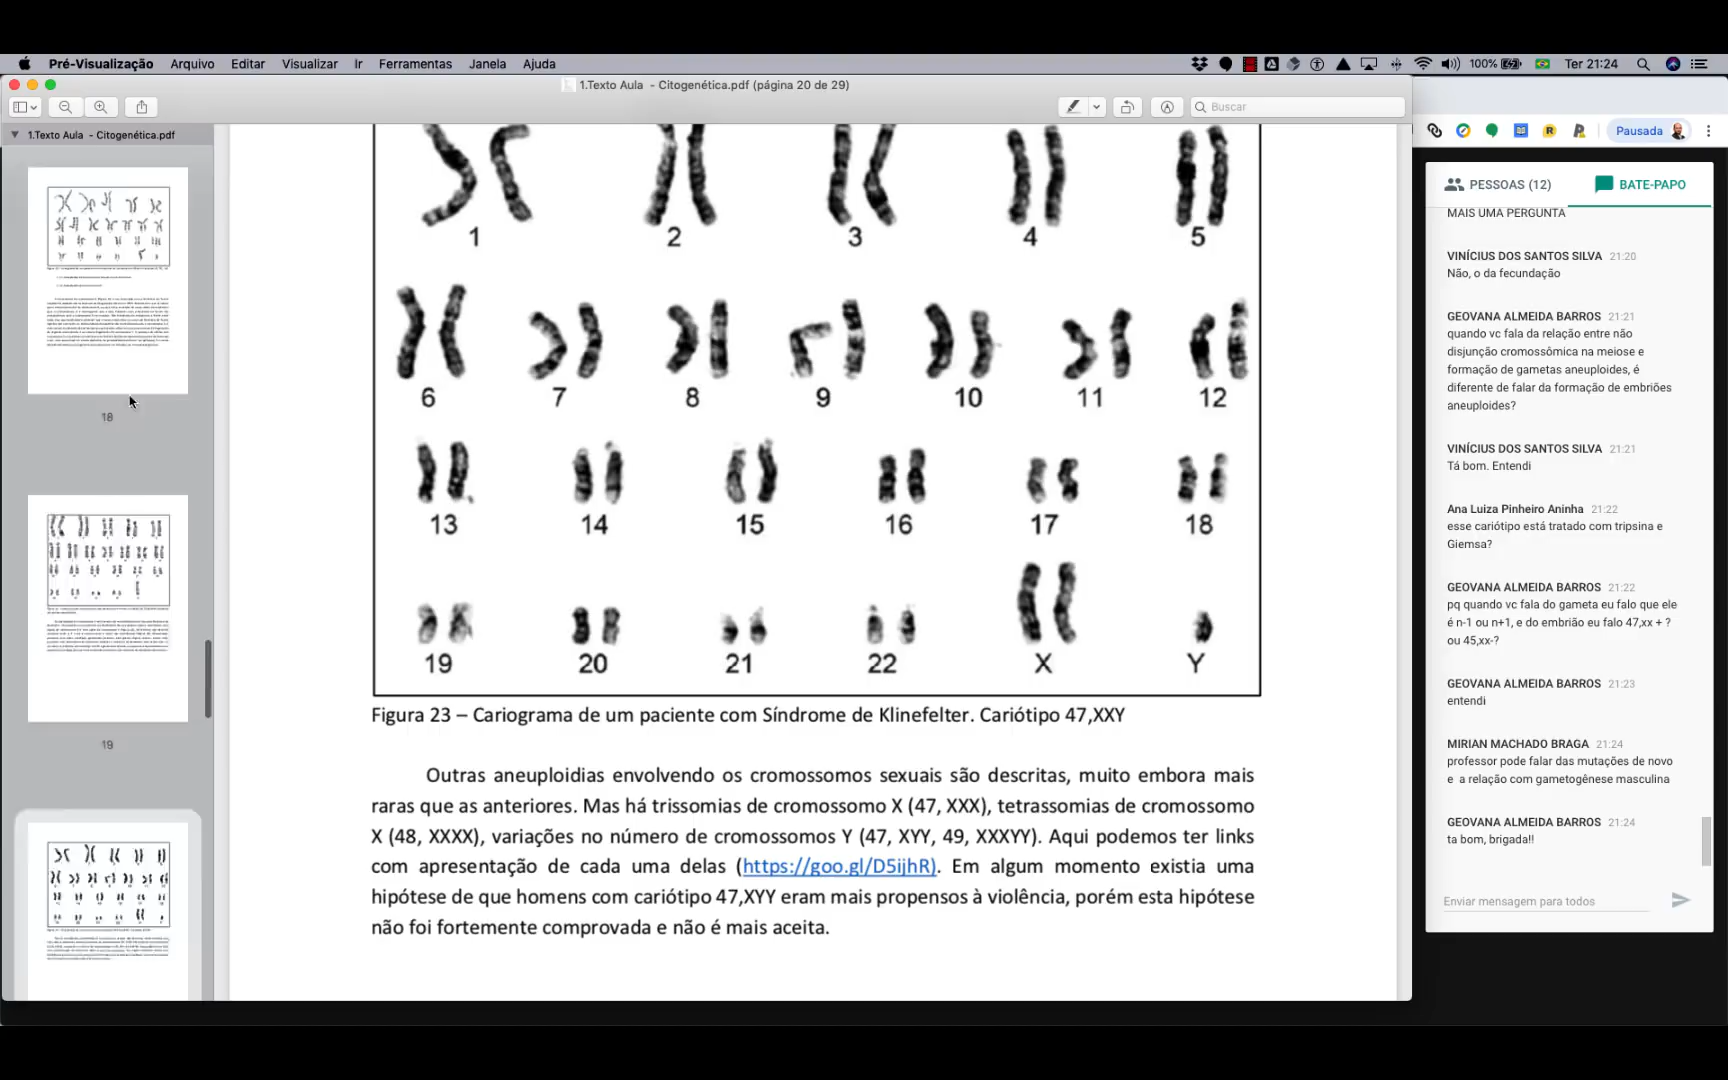 Pré-Visualização Arquivo Editar Visualizar Ir Ferramentas Janela Ajuda
100% Ter 21:24
1.Texto Aula - Citogenética.pdf (página 20 de 29)
Buscar
1.Texto Aula - Citogenética.pdf
18
19
1 2 3 4 5
6 7 8 9 10 11 12
13 14 15 16 17 18
19 20 21 22 X Y
Figura 23 – Cariograma de um paciente com Síndrome de Klinefelter. Cariótipo 47,XXY
Outras aneuploidias envolvendo os cromossomos sexuais são descritas, muito embora mais
raras que as anteriores. Mas há trissomias de cromossomo X (47, XXX), tetrassomias de cromossomo
X (48, XXXX), variações no número de cromossomos Y (47, XYY, 49, XXXYY). Aqui podemos ter links
com apresentação de cada uma delas (https://goo.gl/D5ijhR). Em algum momento existia uma
hipótese de que homens com cariótipo 47,XYY eram mais propensos à violência, porém esta hipótese
não foi fortemente comprovada e não é mais aceita.
Pausada
PESSOAS (12) BATE-PAPO
MAIS UMA PERGUNTA
VINÍCIUS DOS SANTOS SILVA 21:20
Não, o da fecundação
GEOVANA ALMEIDA BARROS 21:21
quando vc fala da relação entre não
disjunção cromossômica na meiose e
formação de gametas aneuploides, é
diferente de falar da formação de embriões
aneuploides?
VINÍCIUS DOS SANTOS SILVA 21:21
Tá bom. Entendi
Ana Luiza Pinheiro Aninha 21:22
esse cariótipo está tratado com tripsina e
Giemsa?
GEOVANA ALMEIDA BARROS 21:22
pq quando vc fala do gameta eu falo que ele
é n-1 ou n+1, e do embrião eu falo 47,xx + ?
ou 45,xx-?
GEOVANA ALMEIDA BARROS 21:23
entendi
MIRIAN MACHADO BRAGA 21:24
professor pode falar das mutações de novo
e a relação com gametogênese masculina
GEOVANA ALMEIDA BARROS 21:24
ta bom, brigada!!
Enviar mensagem para todos